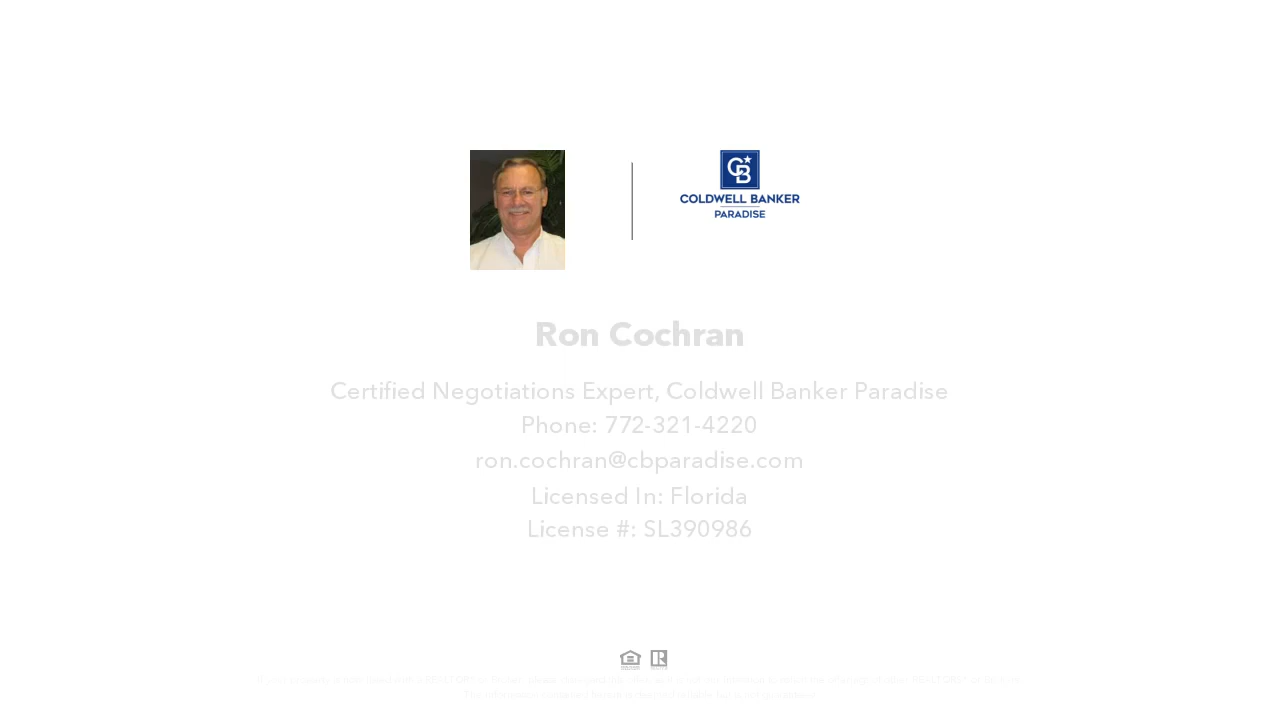 CB
COLDWELL BANKER
PARADISE
Ron Cochran
Certified Negotiations Expert, Coldwell Banker Paradise
Phone: 772-321-4220
ron.cochran@cbparadise.com
Licensed In: Florida
License #: SL390986